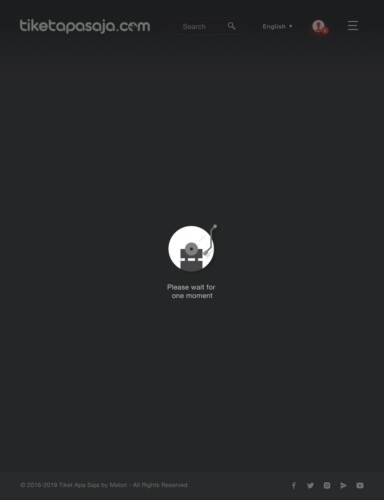 tiketapasaja.com
Search
English
Please wait for
one moment
© 2016-2019 Tiket Apa Saja by Melon - All Rights Reserved